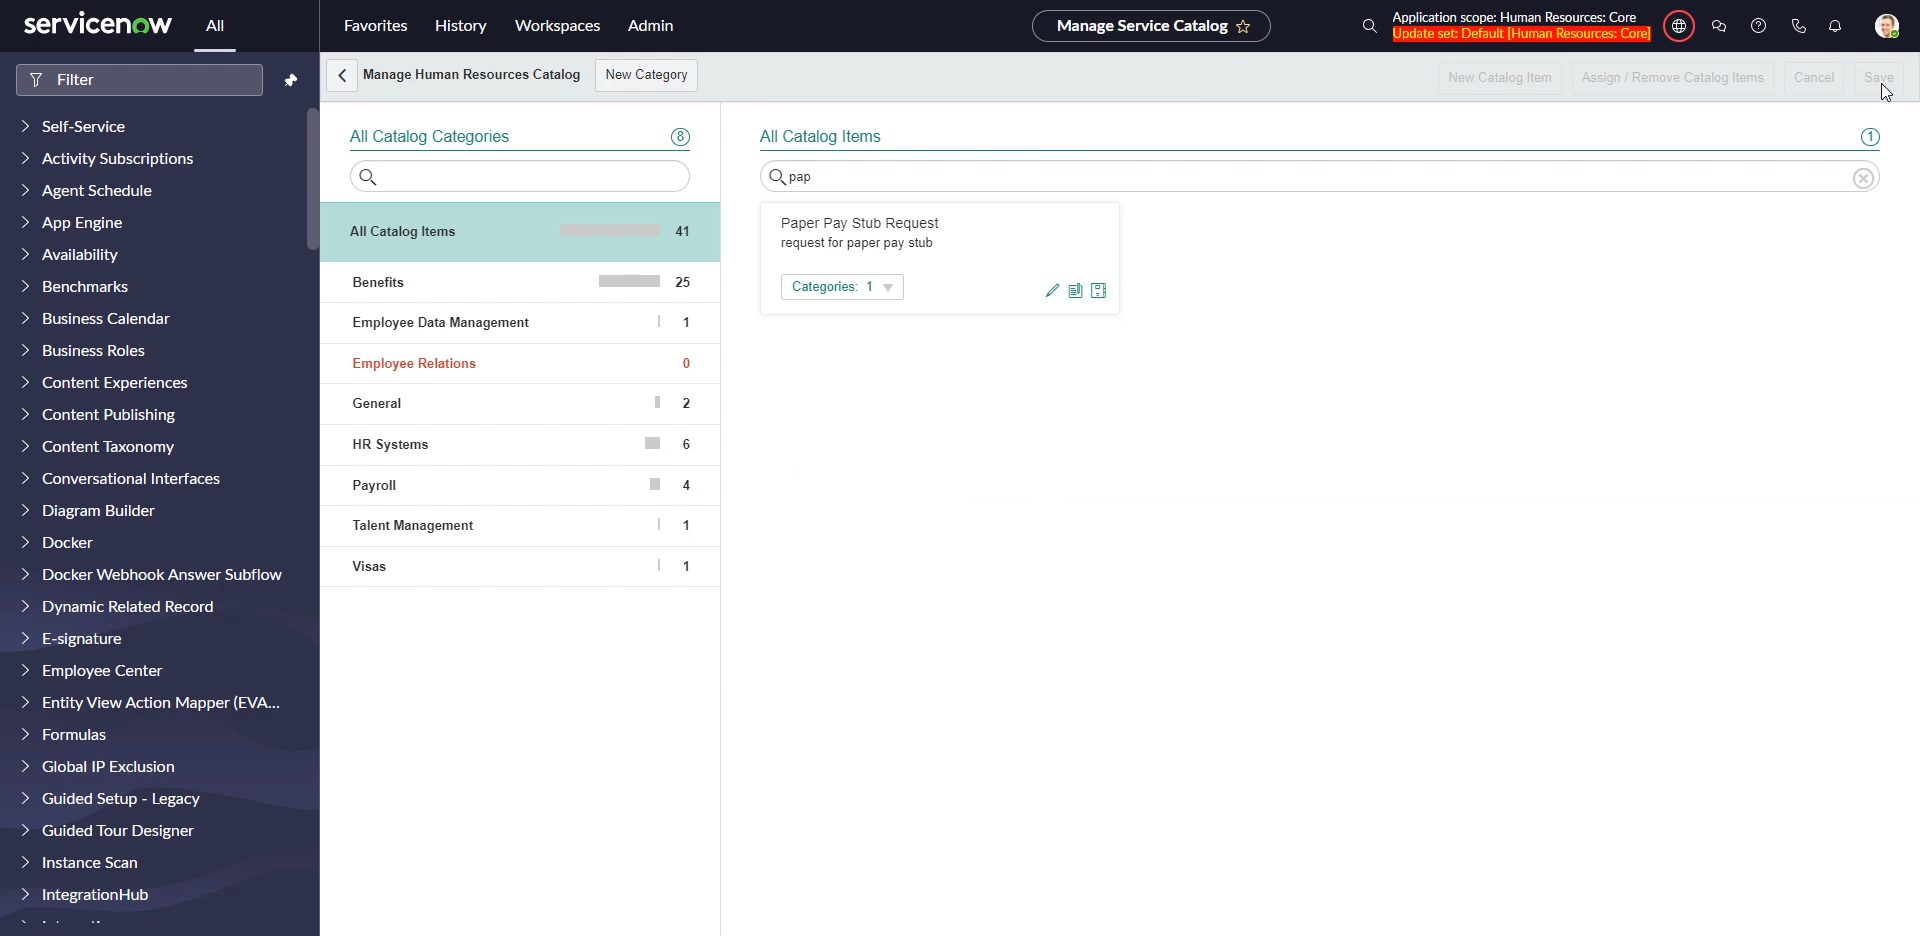 servicenow
All
Favorites
History
Workspaces
Admin
Manage Service Catalog
Application scope: Human Resources: Core
Update set: Default [Human Resources: Core]
Filter
Manage Human Resources Catalog
New Category
New Catalog Item
Assign / Remove Catalog Items
Cancel
Save
Self-Service
Activity Subscriptions
Agent Schedule
App Engine
Availability
Benchmarks
Business Calendar
Business Roles
Content Experiences
Content Publishing
Content Taxonomy
Conversational Interfaces
Diagram Builder
Docker
Docker Webhook Answer Subflow
Dynamic Related Record
E-signature
Employee Center
Entity View Action Mapper (EVA...
Formulas
Global IP Exclusion
Guided Setup - Legacy
Guided Tour Designer
Instance Scan
IntegrationHub
All Catalog Categories 8
All Catalog Items 41
Benefits 25
Employee Data Management 1
Employee Relations 0
General 2
HR Systems 6
Payroll 4
Talent Management 1
Visas 1
All Catalog Items 1
pap
Paper Pay Stub Request
request for paper pay stub
Categories: 1